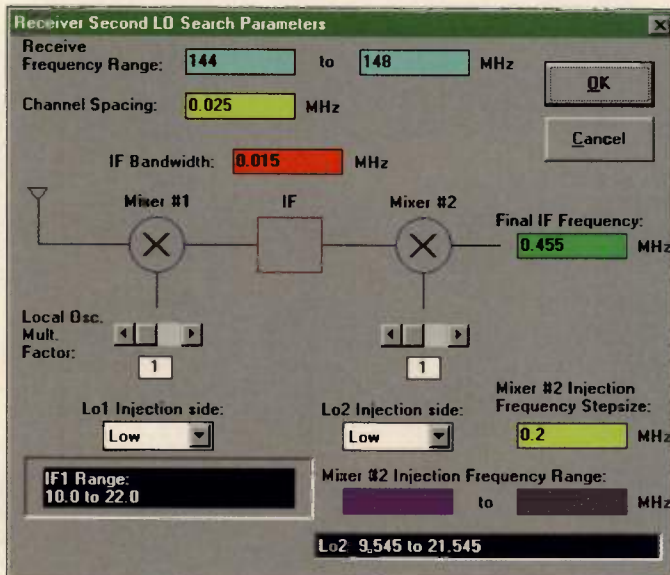 Receiver Second LO Search Parameters
Receive
Frequency Range: 144 to 148 MHz
OK
Channel Spacing: 0.025 MHz
Cancel
IF Bandwidth: 0.015 MHz
Mixer #1 IF Mixer #2
Final IF Frequency:
0.455 MHz
Local Osc.
Mult.
Factor:
1 1
Lo1 Injection side: Lo2 Injection side:
Low Low
Mixer #2 Injection
Frequency Stepsize:
0.2 MHz
IF1 Range:
10.0 to 22.0
Mixer #2 Injection Frequency Range:
to MHz
Lo2: 9.545 to 21.545